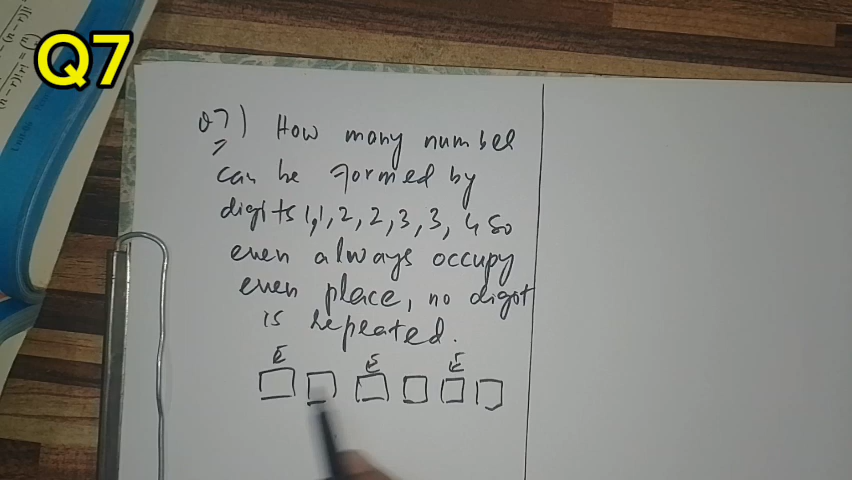 Q7
Q7) How many number
can be formed by
digits 1,1,2,2,3,3,4 so
even always occupy
even place, no digit
is repeated.
E E E